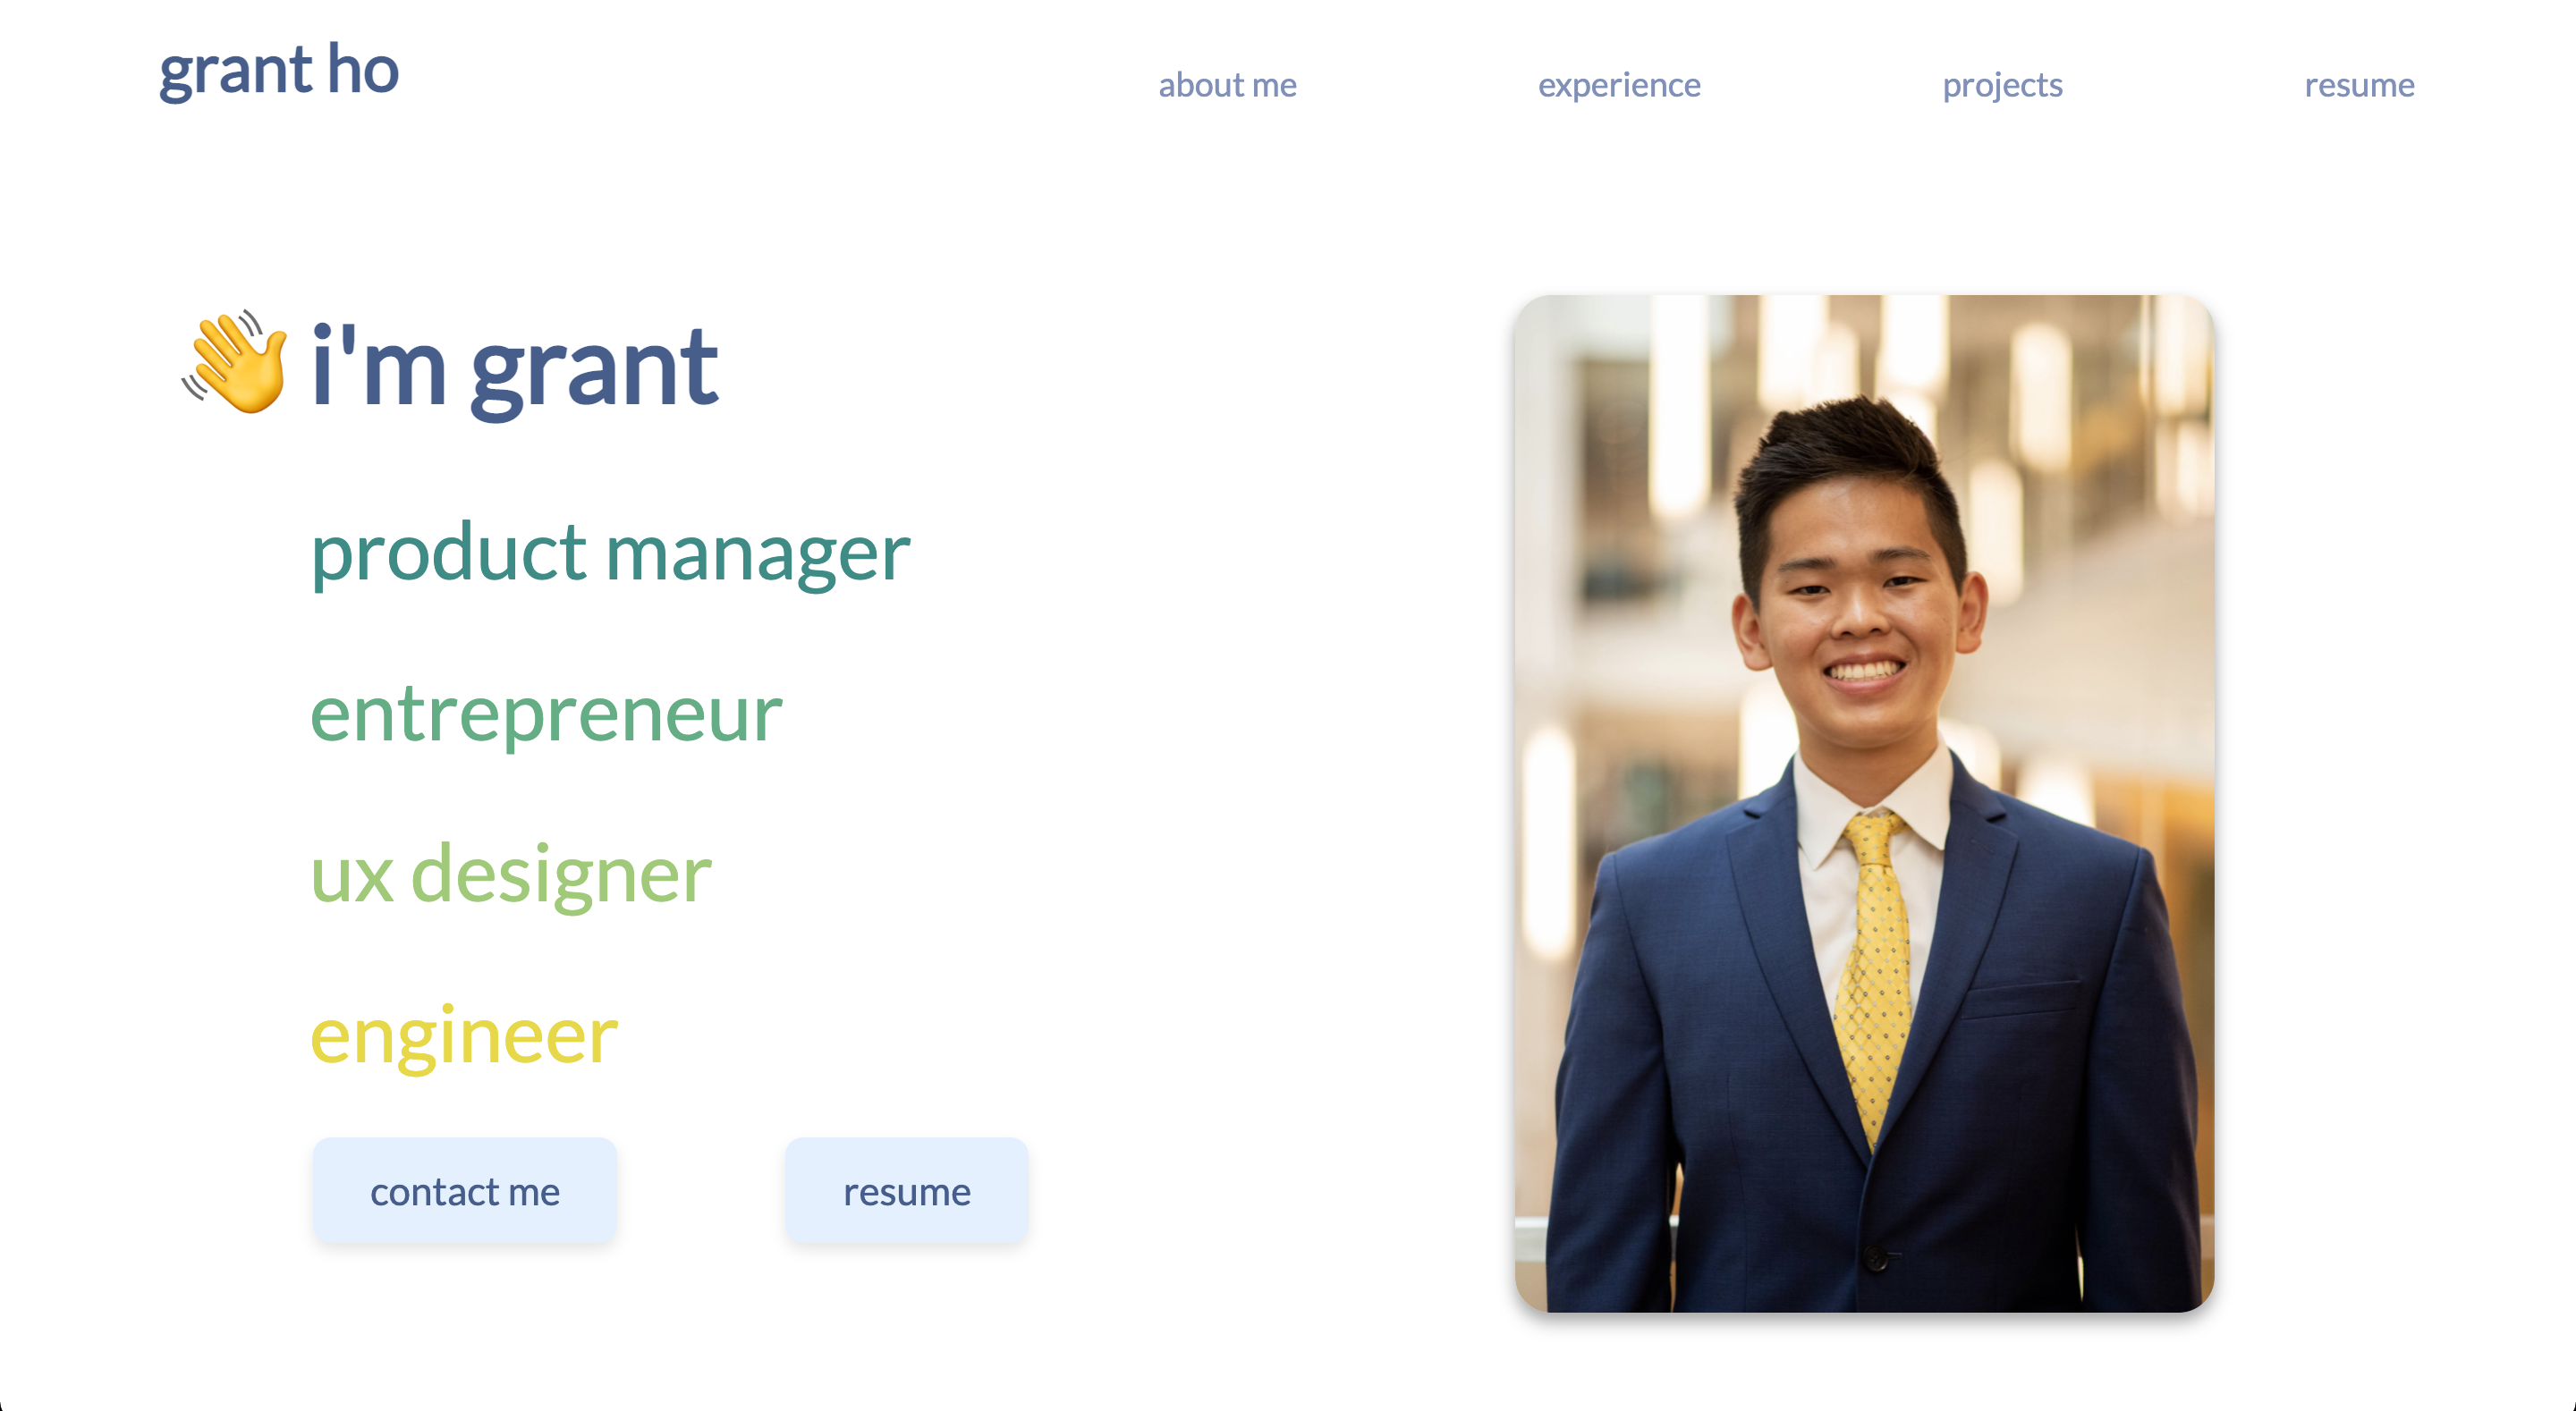 grant ho
about me experience projects resume
👋 i'm grant
product manager
entrepreneur
ux designer
engineer
contact me resume